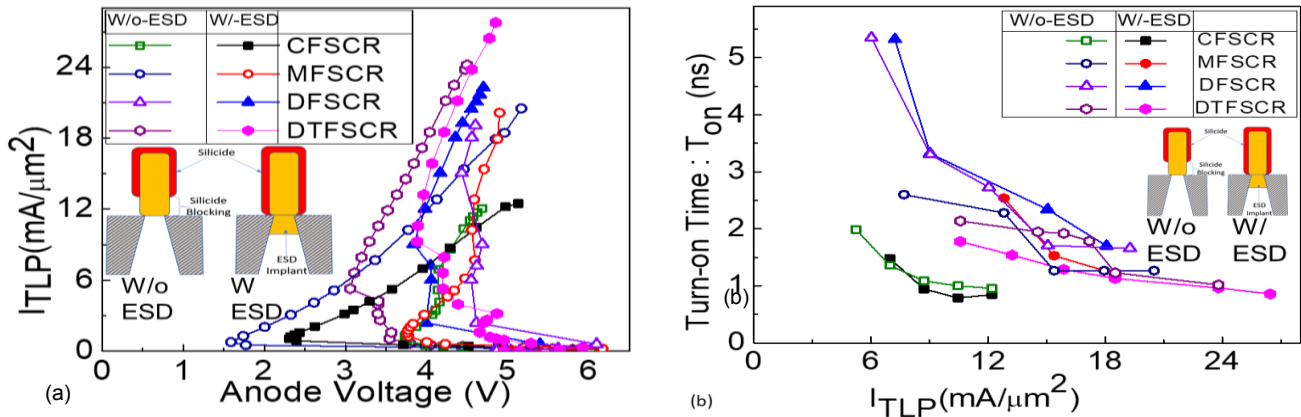 W/o-ESD W/-ESD
CFSCR
MFSCR
DFSCR
DTFSCR
Silicide
Silicide
Blocking
ESD
Implant
W/o
ESD
W
ESD
24
18
12
6
0
0 1 2 3 4 5 6
ITLP(mA/μm2)
Anode Voltage (V)
(a)
W/o-ESD W/-ESD
CFSCR
MFSCR
DFSCR
DTFSCR
Silicide
Silicide
Blocking
ESD
Implant
W/o
ESD
W/
ESD
5
4
3
2
1
0
0 6 12 18 24 30
Turn-on Time : Ton (ns)
ITLP(mA/μm2)
(b)
(b)